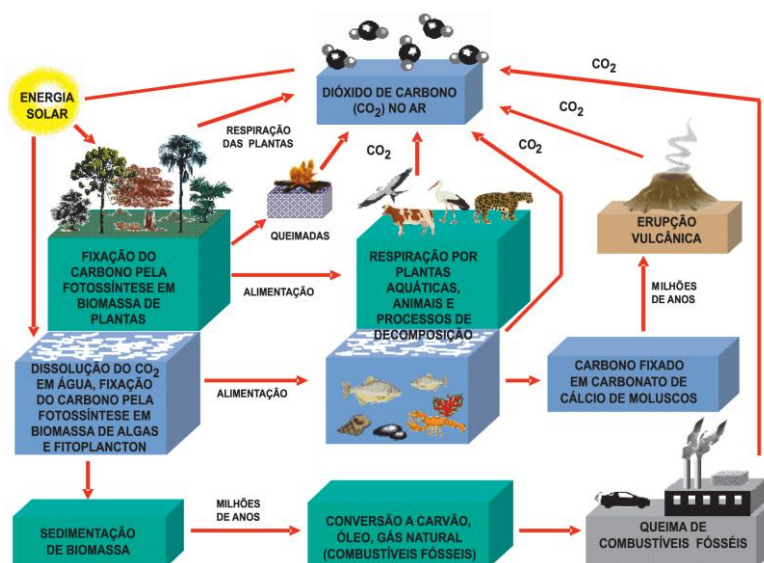 CO2
DIÓXIDO DE CARBONO
(CO2) NO AR
ENERGIA
SOLAR
CO2
RESPIRAÇÃO
DAS PLANTAS
CO2
CO2
QUEIMADAS
ERUPÇÃO
VULCÂNICA
FIXAÇÃO DO
CARBONO PELA
FOTOSSÍNTESE EM
BIOMASSA DE
PLANTAS
ALIMENTAÇÃO
RESPIRAÇÃO POR
PLANTAS
AQUÁTICAS,
ANIMAIS E
PROCESSOS DE
DECOMPOSIÇÃO
MILHÕES
DE ANOS
DISSOLUÇÃO DO CO2
EM ÁGUA, FIXAÇÃO
DO CARBONO PELA
FOTOSSÍNTESE EM
BIOMASSA DE ALGAS
E FITOPLANCTON
ALIMENTAÇÃO
CARBONO FIXADO
EM CARBONATO DE
CÁLCIO DE MOLUSCOS
SEDIMENTAÇÃO
DE BIOMASSA
MILHÕES
DE ANOS
CONVERSÃO A CARVÃO,
ÓLEO, GÁS NATURAL
(COMBUSTÍVEIS FÓSSEIS)
QUEIMA DE
COMBUSTÍVEIS FÓSSÉIS